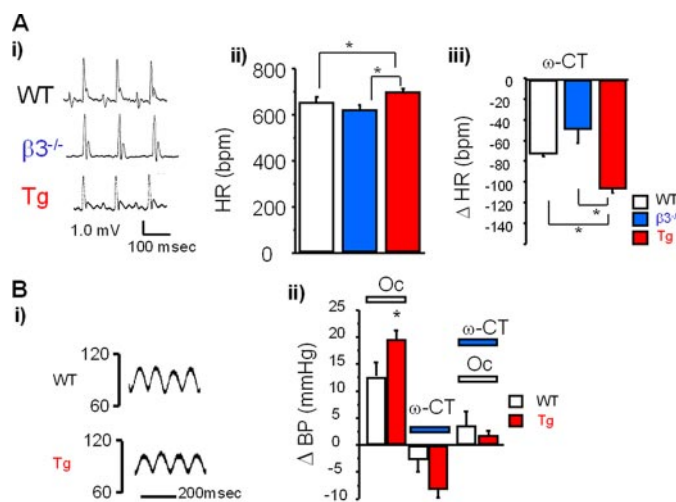 A
i)
WT
β3-/-
Tg
1.0 mV
100 msec
ii)
*
*
800
600
400
200
0
HR (bpm)
iii)
ω-CT
0
-20
-40
-60
-80
-100
-120
-140
Δ HR (bpm)
*
*
WT
β3-/-
Tg
B
i)
120
WT
60
120
Tg
60
200msec
ii)
Oc
*
ω-CT
ω-CT
Oc
25
20
15
10
5
0
-5
-10
Δ BP (mmHg)
WT
Tg